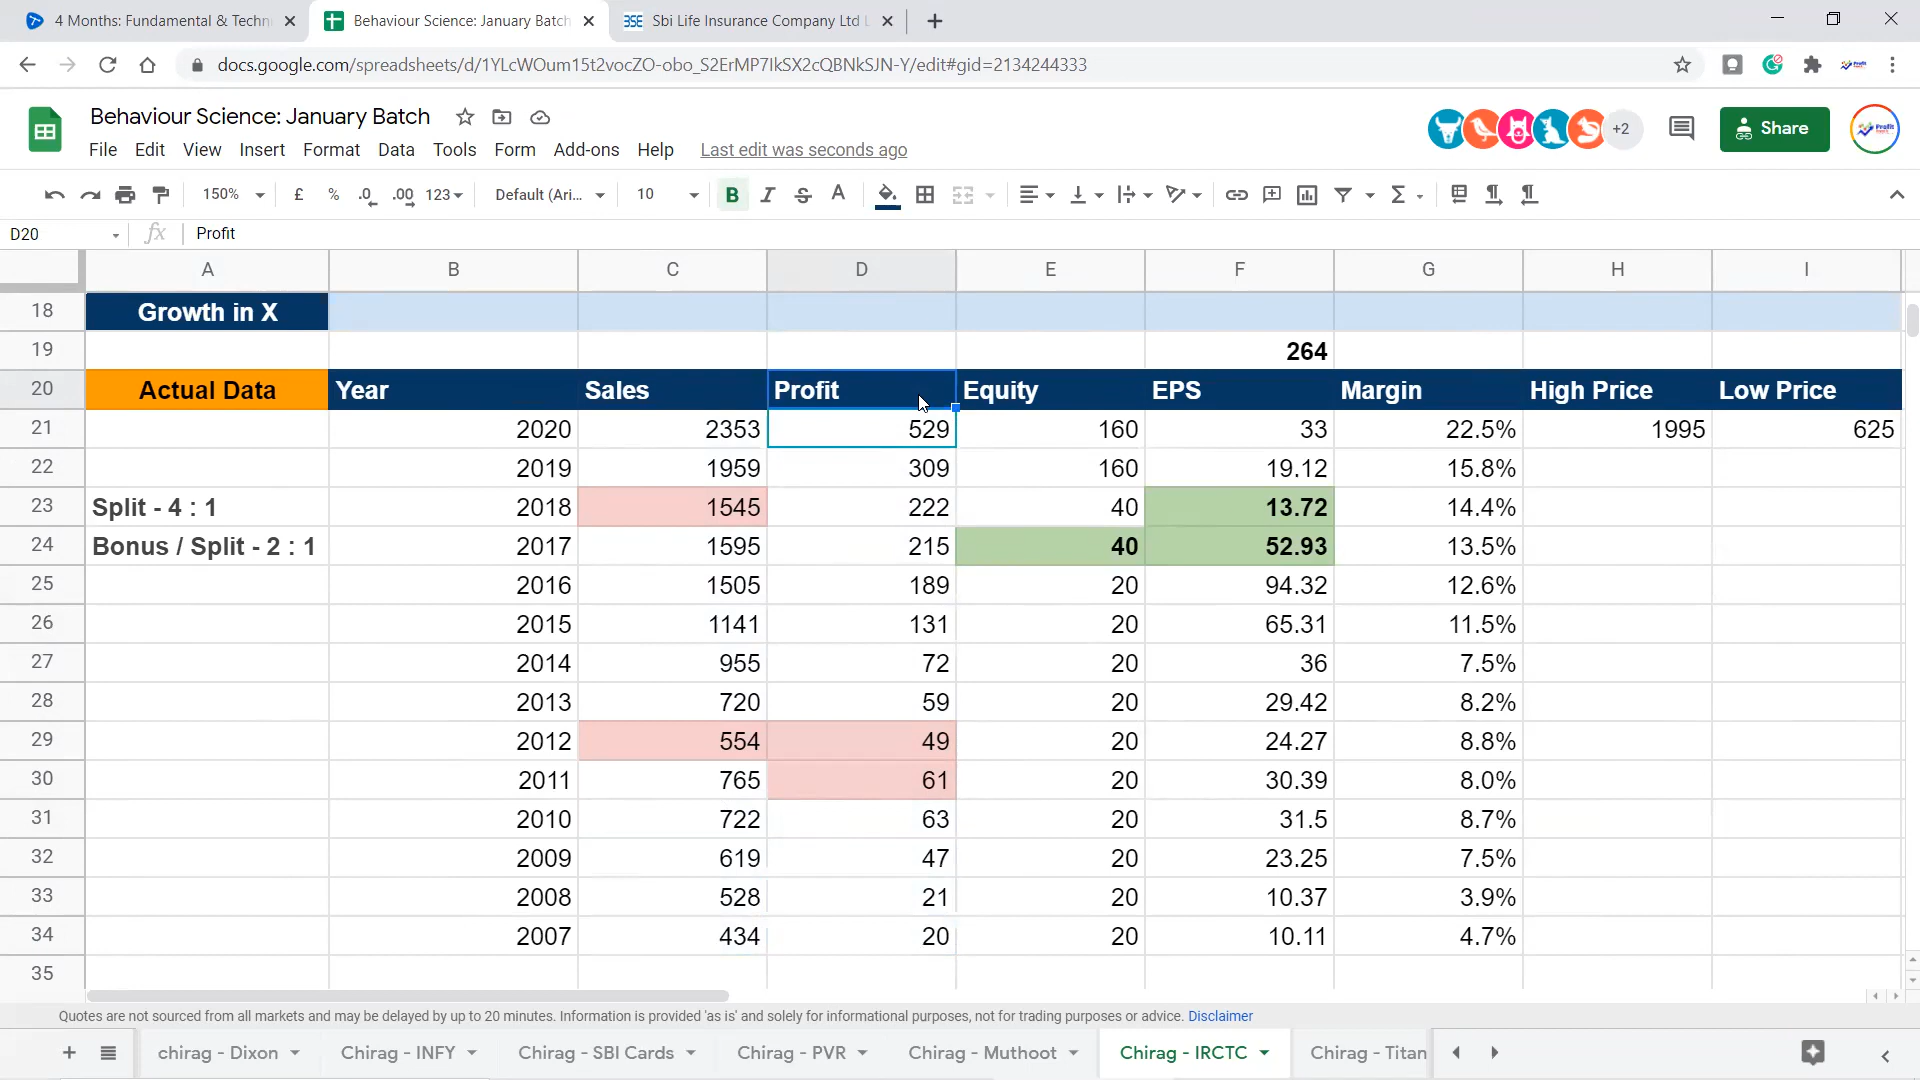 4 Months: Fundamental & Techn
Behaviour Science: January Batch
Sbi Life Insurance Company Ltd
docs.google.com/spreadsheets/d/1YLcWOum15t2vocZO-obo_S2ErMP7IkSX2cQBNkSJN-Y/edit#gid=2134244333
Behaviour Science: January Batch
+2
Share
File Edit View Insert Format Data Tools Form Add-ons Help Last edit was seconds ago
150% £ % .0 .00 123 Default (Ari... 10 B I S A
D20 fx Profit
A B C D E F G H I
18 Growth in X
19 264
20 Actual Data Year Sales Profit Equity EPS Margin High Price Low Price
21 2020 2353 529 160 33 22.5% 1995 625
22 2019 1959 309 160 19.12 15.8%
23 Split - 4 : 1 2018 1545 222 40 13.72 14.4%
24 Bonus / Split - 2 : 1 2017 1595 215 40 52.93 13.5%
25 2016 1505 189 20 94.32 12.6%
26 2015 1141 131 20 65.31 11.5%
27 2014 955 72 20 36 7.5%
28 2013 720 59 20 29.42 8.2%
29 2012 554 49 20 24.27 8.8%
30 2011 765 61 20 30.39 8.0%
31 2010 722 63 20 31.5 8.7%
32 2009 619 47 20 23.25 7.5%
33 2008 528 21 20 10.37 3.9%
34 2007 434 20 20 10.11 4.7%
35
Quotes are not sourced from all markets and may be delayed by up to 20 minutes. Information is provided 'as is' and solely for informational purposes, not for trading purposes or advice. Disclaimer
chirag - Dixon Chirag - INFY Chirag - SBI Cards Chirag - PVR Chirag - Muthoot Chirag - IRCTC Chirag - Titan